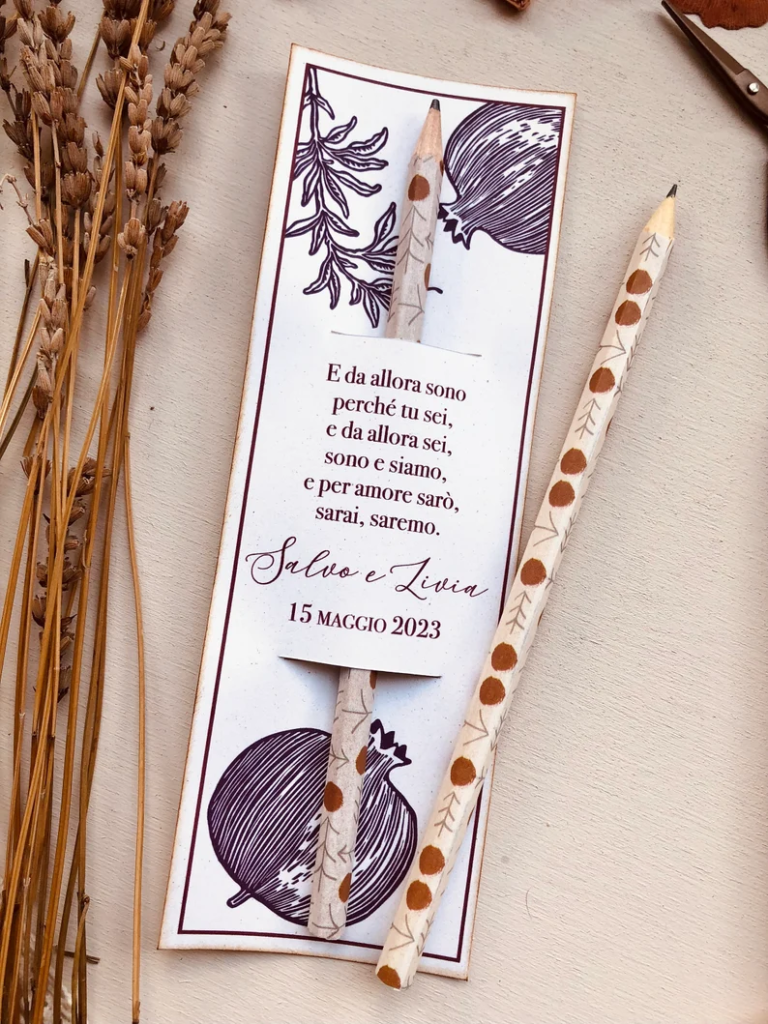 E da allora sono
perché tu sei,
e da allora sei,
sono e siamo,
e per amore sarò,
sarai, saremo.
Salvo e Livia
15 MAGGIO 2023